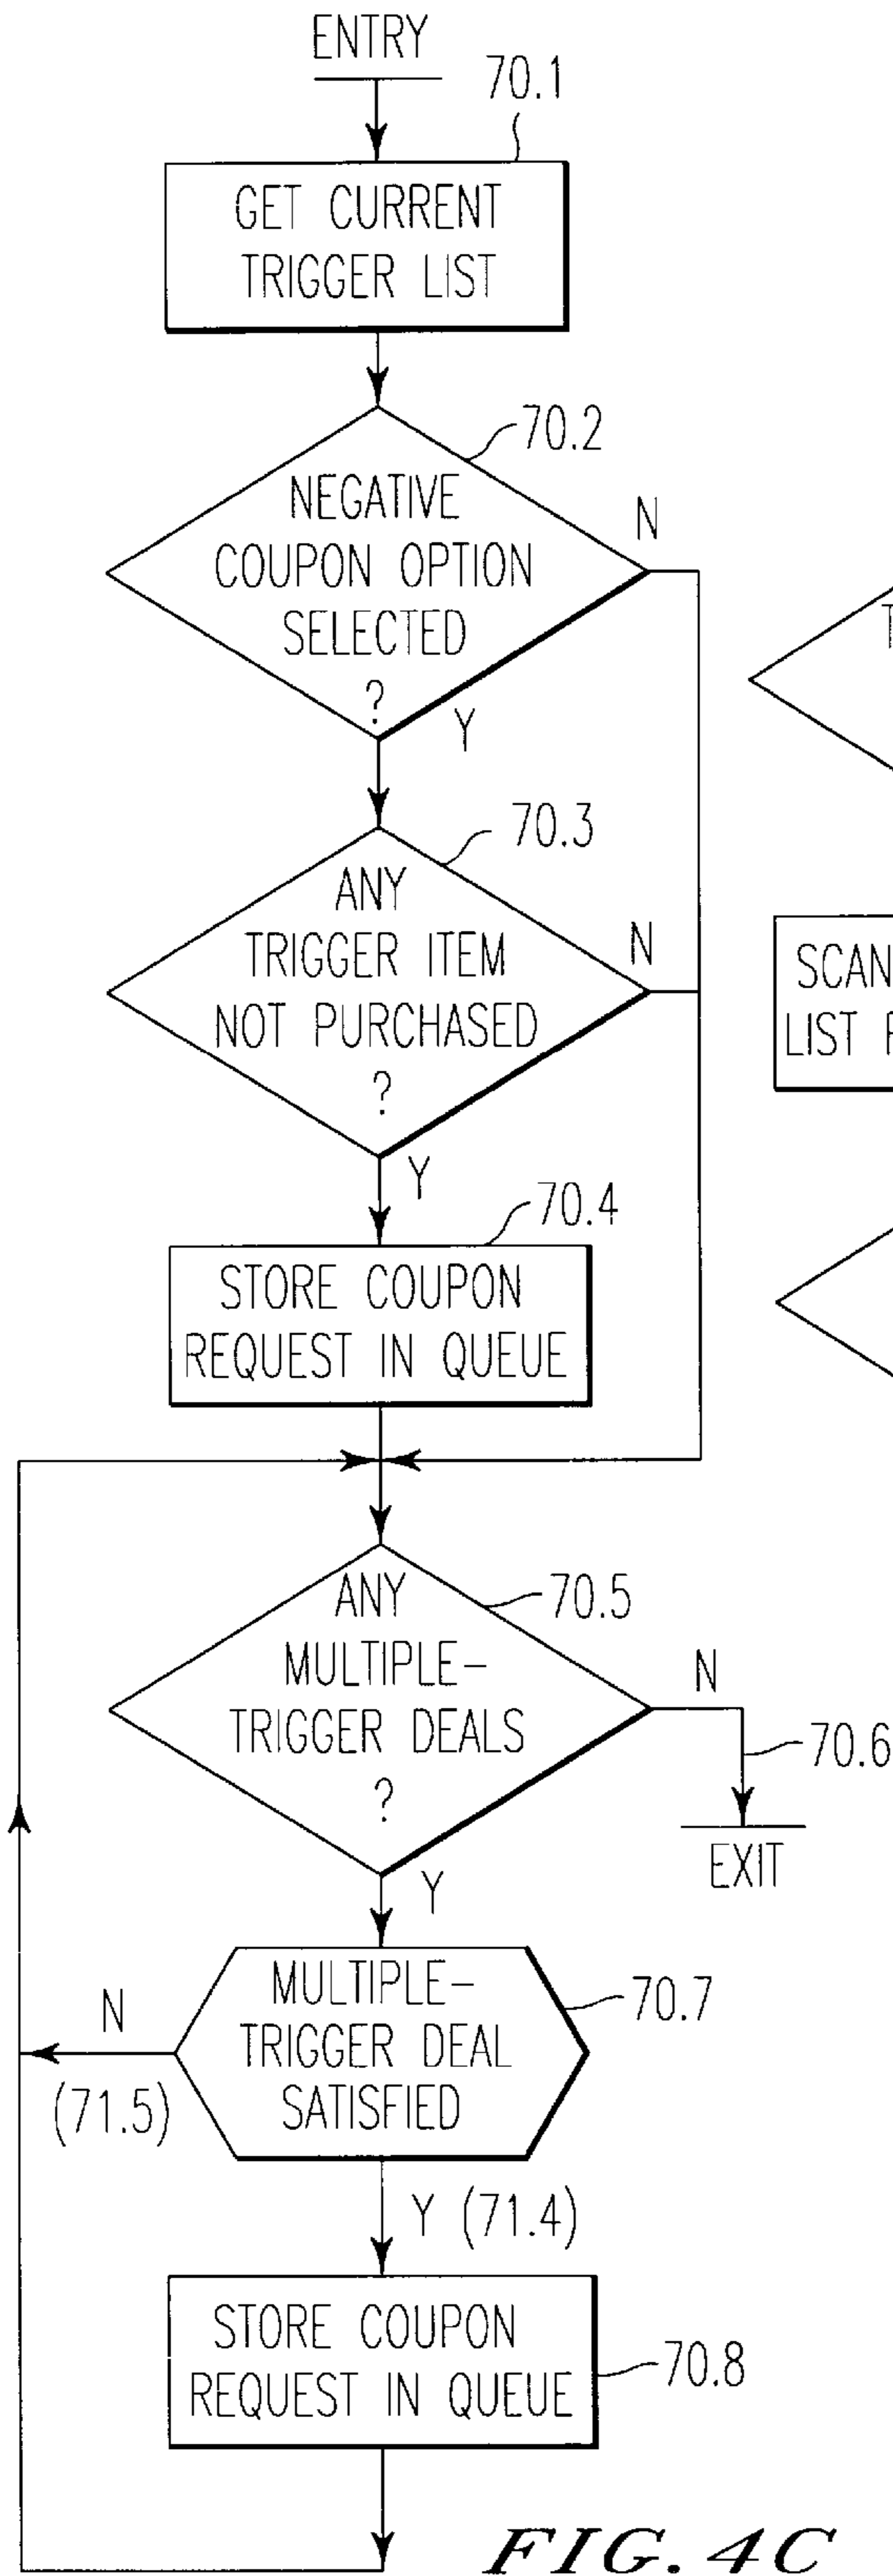 ENTRY
70.1
GET CURRENT
TRIGGER LIST
70.2
NEGATIVE
COUPON OPTION
SELECTED
?
N
Y
70.3
ANY
TRIGGER ITEM
NOT PURCHASED
?
N
Y
70.4
STORE COUPON
REQUEST IN QUEUE
70.5
ANY
MULTIPLE-
TRIGGER DEALS
?
N
70.6
EXIT
Y
70.7
MULTIPLE-
TRIGGER DEAL
SATISFIED
N
(71.5)
Y (71.4)
STORE COUPON
REQUEST IN QUEUE
70.8
FIG. 4C
T
SCAN
LIST